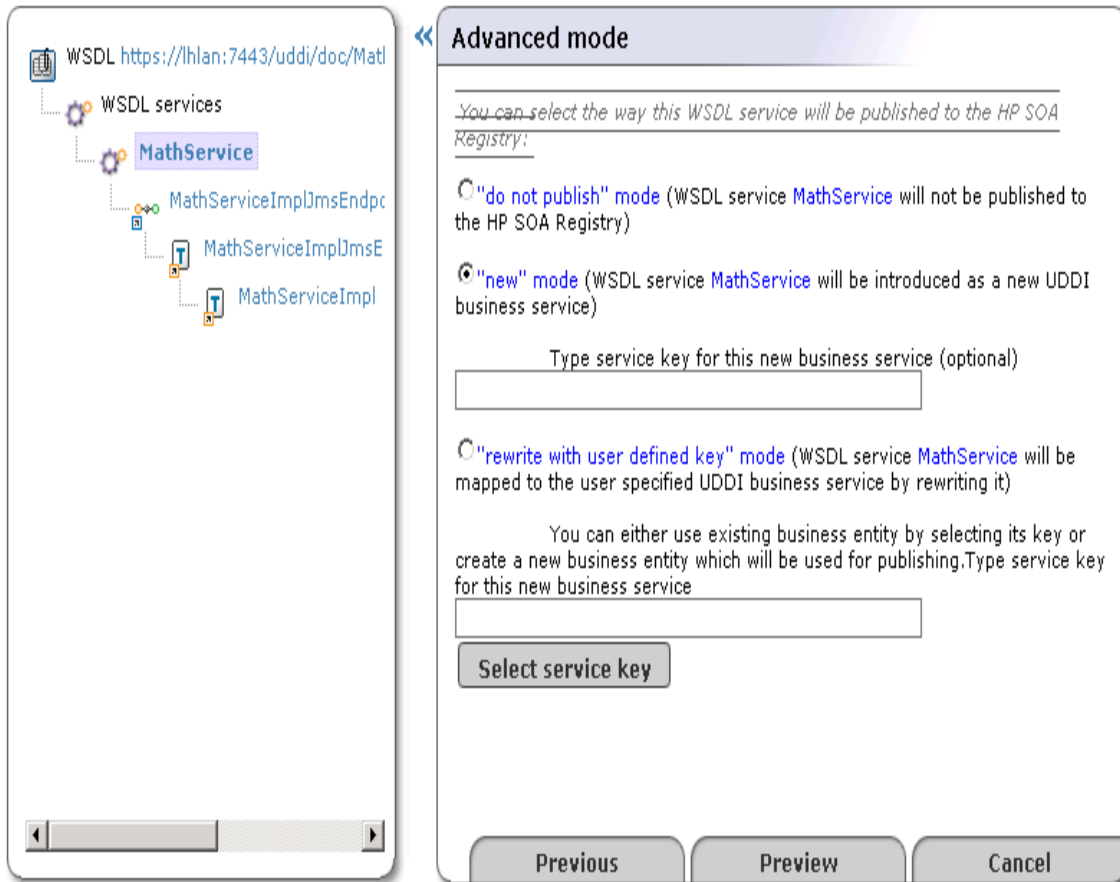 WSDL https://lhlan:7443/uddi/doc/Matl
WSDL services
MathService
MathServiceImplJmsEndpc
MathServiceImplJmsE
MathServiceImpl
Advanced mode
You can select the way this WSDL service will be published to the HP SOA
Registry:
"do not publish" mode (WSDL service MathService will not be published to
the HP SOA Registry)
"new" mode (WSDL service MathService will be introduced as a new UDDI
business service)
Type service key for this new business service (optional)
"rewrite with user defined key" mode (WSDL service MathService will be
mapped to the user specified UDDI business service by rewriting it)
You can either use existing business entity by selecting its key or
create a new business entity which will be used for publishing.Type service key
for this new business service
Select service key
Previous
Preview
Cancel